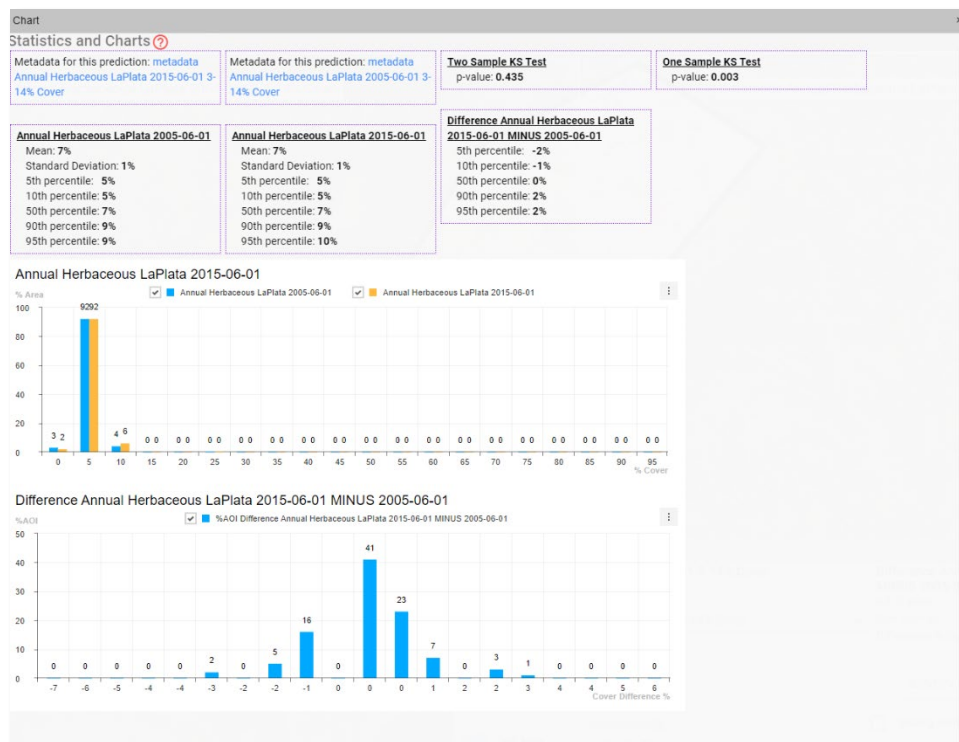 Chart
Statistics and Charts ?
Metadata for this prediction: metadata
Annual Herbaceous LaPlata 2015-06-01 3-
14% Cover
Metadata for this prediction: metadata
Annual Herbaceous LaPlata 2005-06-01 3-
14% Cover
Two Sample KS Test
p-value: 0.435
One Sample KS Test
p-value: 0.003
Annual Herbaceous LaPlata 2005-06-01
Mean: 7%
Standard Deviation: 1%
5th percentile: 5%
10th percentile: 5%
50th percentile: 7%
90th percentile: 9%
95th percentile: 9%
Annual Herbaceous LaPlata 2015-06-01
Mean: 7%
Standard Deviation: 1%
5th percentile: 5%
10th percentile: 5%
50th percentile: 7%
90th percentile: 9%
95th percentile: 10%
Difference Annual Herbaceous LaPlata
2015-06-01 MINUS 2005-06-01
5th percentile: -2%
10th percentile: -1%
50th percentile: 0%
90th percentile: 2%
95th percentile: 2%
Annual Herbaceous LaPlata 2015-06-01
% Area
Annual Herbaceous LaPlata 2005-06-01 Annual Herbaceous LaPlata 2015-06-01
100
9292
80
60
40
20
3 2 4 6 0 0 0 0 0 0 0 0 0 0 0 0 0 0 0 0 0 0 0 0 0 0 0 0 0 0 0 0 0 0 0 0 0 0
0
0 5 10 15 20 25 30 35 40 45 50 55 60 65 70 75 80 85 90 95
% Cover
Difference Annual Herbaceous LaPlata 2015-06-01 MINUS 2005-06-01
%AOI
%AOI Difference Annual Herbaceous LaPlata 2015-06-01 MINUS 2005-06-01
50
40
30
20
10
0
0 0 0 0 0 2 0 5 16 0 41 23 7 0 3 1 0 0 0 0
-7 -6 -5 -4 -4 -3 -2 -2 -1 0 0 0 1 2 2 3 4 4 5 6
Cover Difference %